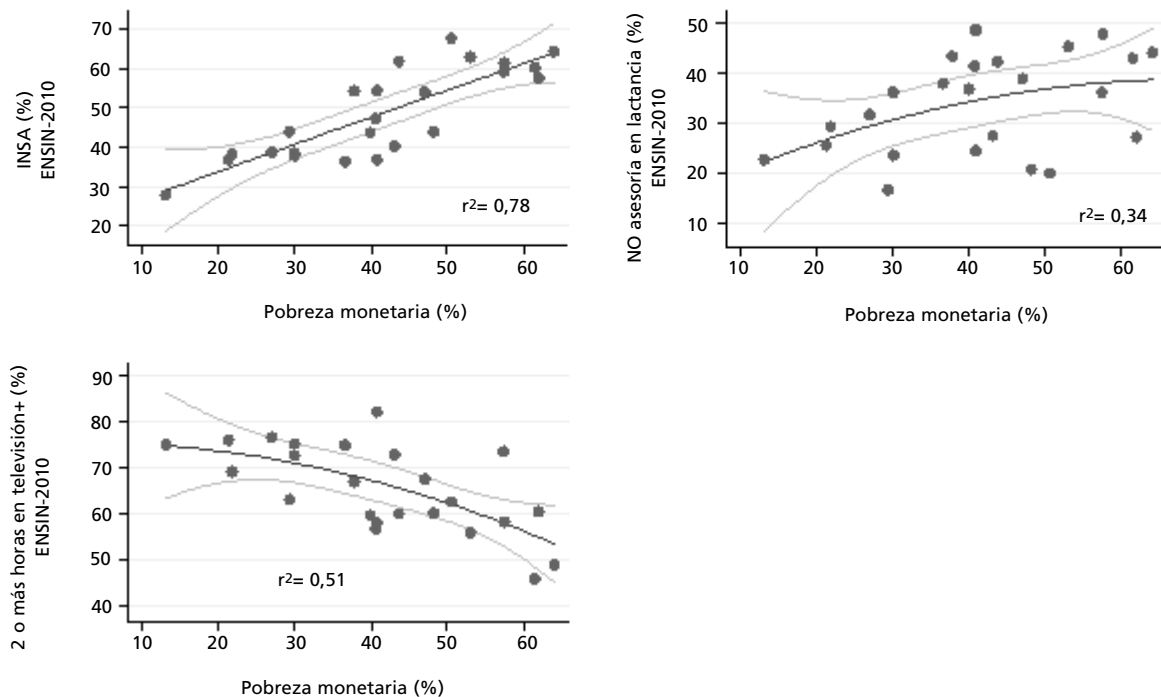 INSA (%)
ENSIN-2010
70
60
50
40
30
20
r2= 0,78
10 20 30 40 50 60
Pobreza monetaria (%)
NO asesoría en lactancia (%)
ENSIN-2010
50
40
30
20
10
r2= 0,34
10 20 30 40 50 60
Pobreza monetaria (%)
2 o más horas en televisión+ (%)
ENSIN-2010
90
80
70
60
50
40
r2= 0,51
10 20 30 40 50 60
Pobreza monetaria (%)